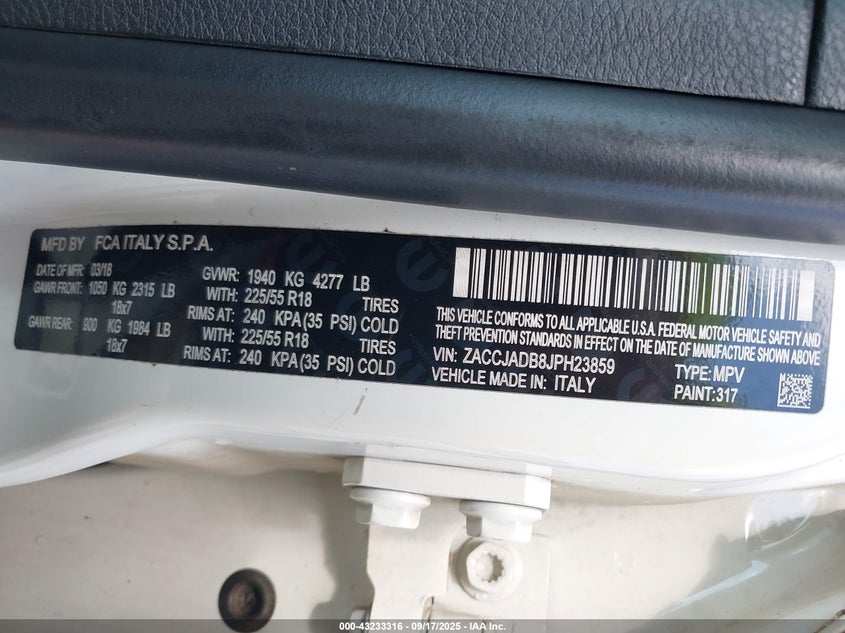 MFD BY FCA ITALY S.P.A.
DATE OF MFR: 03/18 GVWR: 1940 KG 4277 LB
GAWR FRONT: 1050 KG 2315 LB WITH: 225/55 R18 TIRES
18x7 RIMS AT: 240 KPA(35 PSI) COLD
GAWR REAR: 900 KG 1984 LB WITH: 225/55 R18 TIRES
18x7 RIMS AT: 240 KPA(35 PSI) COLD
THIS VEHICLE CONFORMS TO ALL APPLICABLE U.S.A. FEDERAL MOTOR VEHICLE SAFETY AND
THEFT PREVENTION STANDARDS IN EFFECT ON THE DATE OF MANUFACTURE SHOWN ABOVE
VIN: ZACCJADB8JPH23859 TYPE: MPV
VEHICLE MADE IN: ITALY PAINT: 317
000-43233316 - 09/17/2025 - IAA Inc.